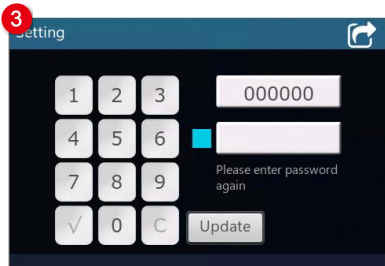 3
Setting
1 2 3
000000
4 5 6
7 8 9
Please enter password
again
√ 0 C
Update